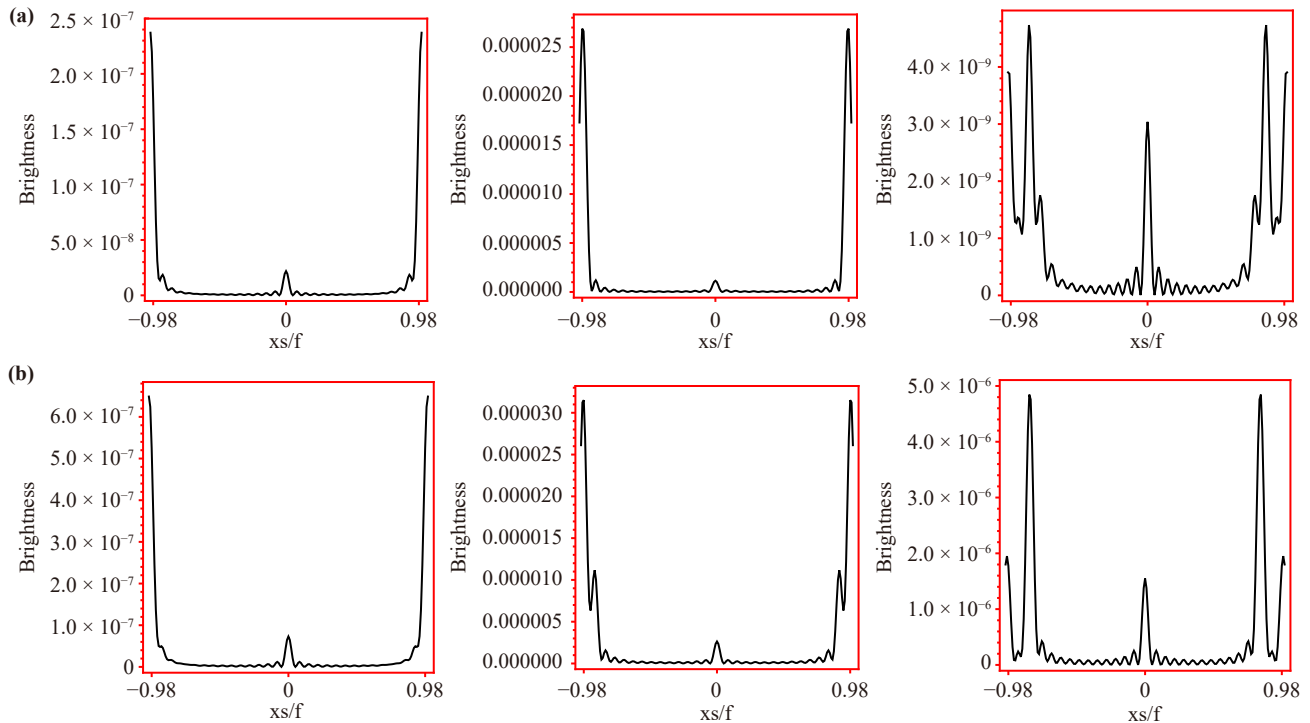 (a)
Brightness
2.5 × 10⁻⁷
2.0 × 10⁻⁷
1.5 × 10⁻⁷
1.0 × 10⁻⁷
5.0 × 10⁻⁸
0
−0.98 0 0.98
xs/f
Brightness
0.000025
0.000020
0.000015
0.000010
0.000005
0.000000
−0.98 0 0.98
xs/f
Brightness
4.0 × 10⁻⁹
3.0 × 10⁻⁹
2.0 × 10⁻⁹
1.0 × 10⁻⁹
0
−0.98 0 0.98
xs/f
(b)
Brightness
6.0 × 10⁻⁷
5.0 × 10⁻⁷
4.0 × 10⁻⁷
3.0 × 10⁻⁷
2.0 × 10⁻⁷
1.0 × 10⁻⁷
0
−0.98 0 0.98
xs/f
Brightness
0.000030
0.000025
0.000020
0.000015
0.000010
0.000005
0.000000
−0.98 0 0.98
xs/f
Brightness
5.0 × 10⁻⁶
4.0 × 10⁻⁶
3.0 × 10⁻⁶
2.0 × 10⁻⁶
1.0 × 10⁻⁶
0
−0.98 0 0.98
xs/f